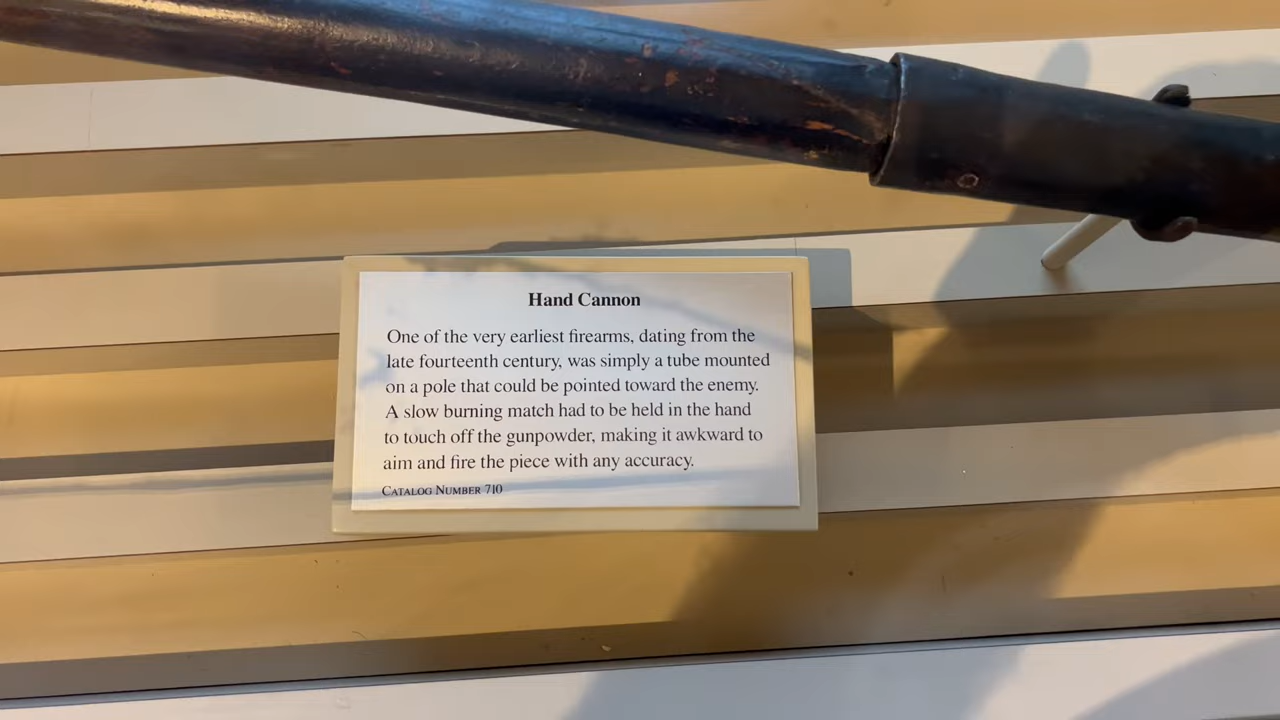 Hand Cannon
One of the very earliest firearms, dating from the
late fourteenth century, was simply a tube mounted
on a pole that could be pointed toward the enemy.
A slow burning match had to be held in the hand
to touch off the gunpowder, making it awkward to
aim and fire the piece with any accuracy.
Catalog Number 710